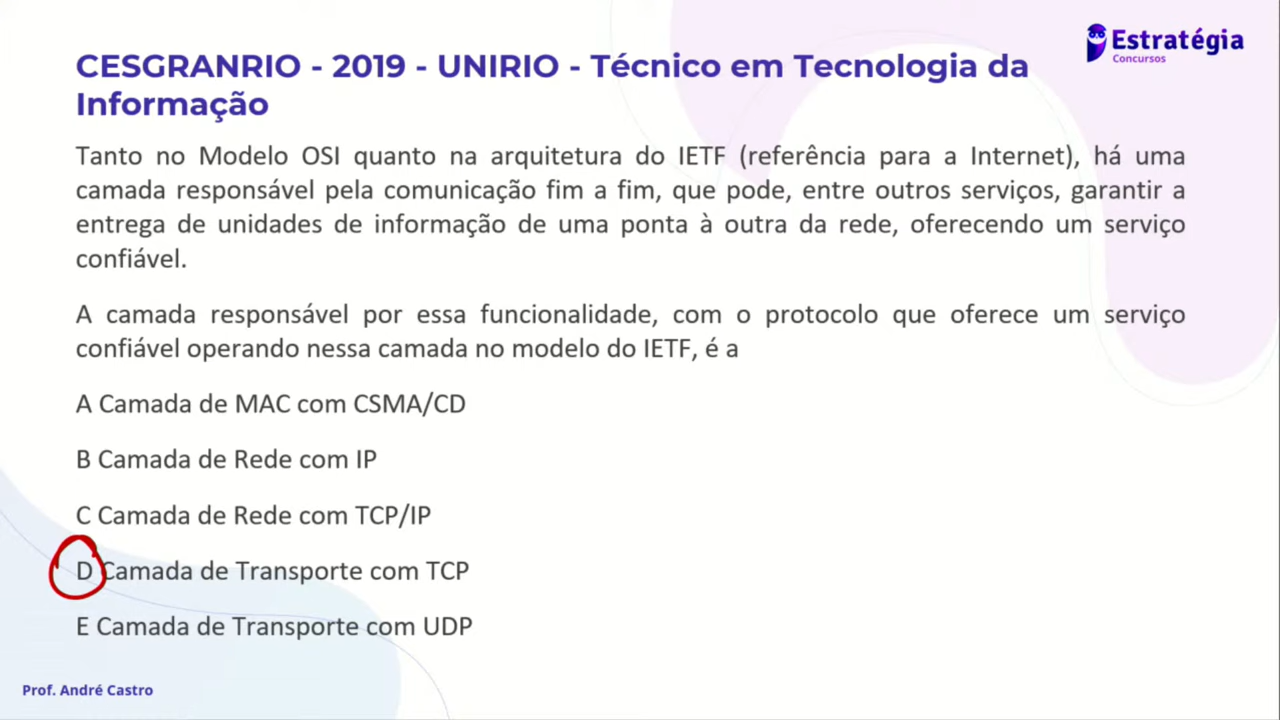 Estratégia
Concursos
CESGRANRIO - 2019 - UNIRIO - Técnico em Tecnologia da
Informação
Tanto no Modelo OSI quanto na arquitetura do IETF (referência para a Internet), há uma
camada responsável pela comunicação fim a fim, que pode, entre outros serviços, garantir a
entrega de unidades de informação de uma ponta à outra da rede, oferecendo um serviço
confiável.
A camada responsável por essa funcionalidade, com o protocolo que oferece um serviço
confiável operando nessa camada no modelo do IETF, é a
A Camada de MAC com CSMA/CD
B Camada de Rede com IP
C Camada de Rede com TCP/IP
D Camada de Transporte com TCP
E Camada de Transporte com UDP
Prof. André Castro